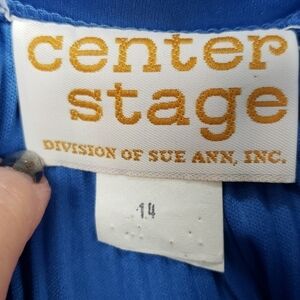 center
stage
DIVISION OF SUE ANN, INC.
14